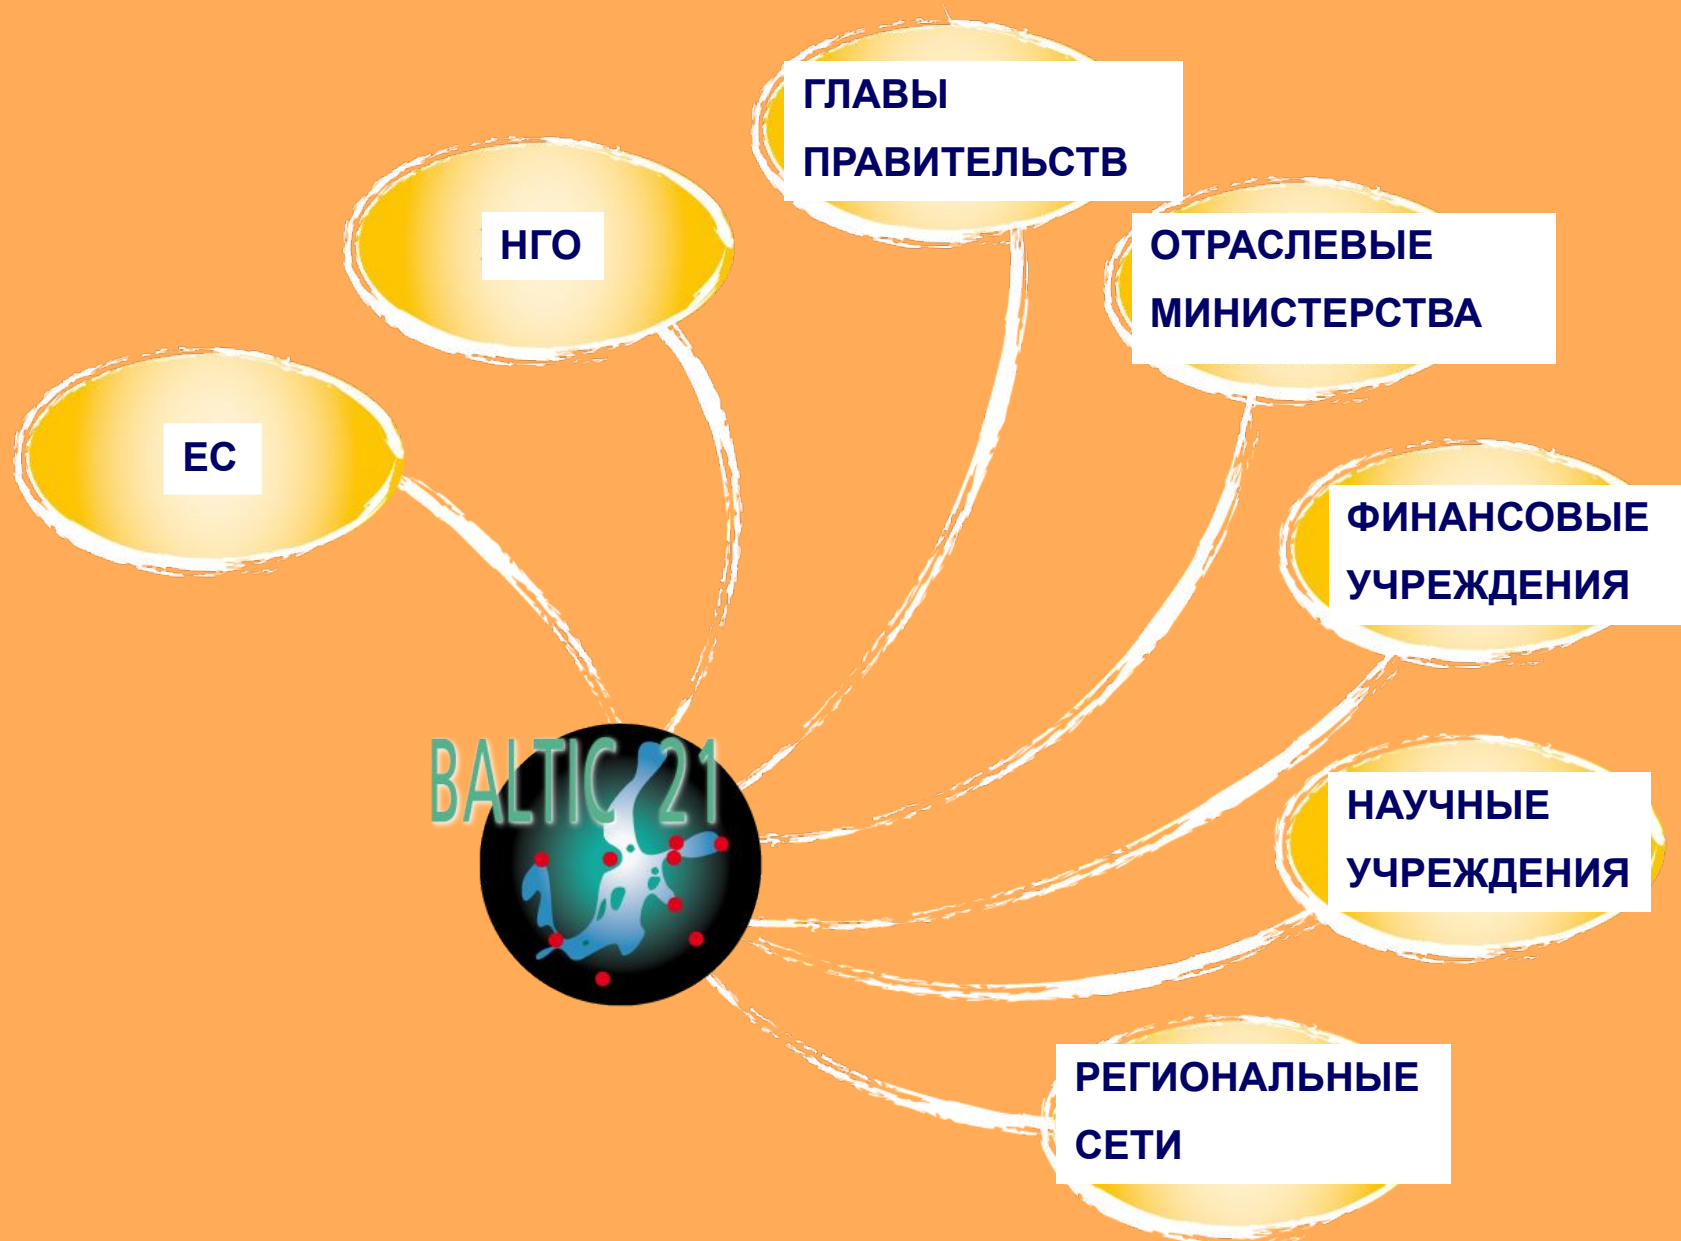 ГЛАВЫ
ПРАВИТЕЛЬСТВ
НГО
ОТРАСЛЕВЫЕ
МИНИСТЕРСТВА
ЕС
ФИНАНСОВЫЕ
УЧРЕЖДЕНИЯ
BALTIC 21
НАУЧНЫЕ
УЧРЕЖДЕНИЯ
РЕГИОНАЛЬНЫЕ
СЕТИ